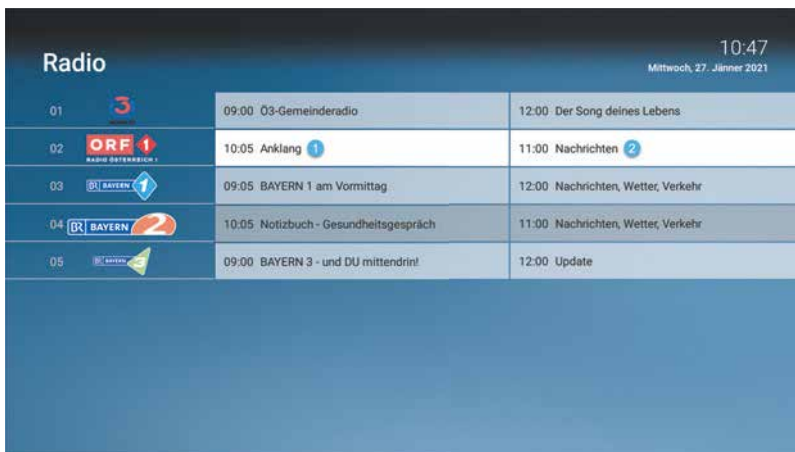 10:47
Radio
Mittwoch, 27. Jänner 2021
01 3 09:00 Ö3-Gemeinderadio 12:00 Der Song deines Lebens
02 ORF 1 10:05 Anklang 1 11:00 Nachrichten 2
RADIO ÖSTERREICH 1
03 BR BAYERN 1 09:05 BAYERN 1 am Vormittag 12:00 Nachrichten, Wetter, Verkehr
04 BR BAYERN 2 10:05 Notizbuch - Gesundheitsgespräch 11:00 Nachrichten, Wetter, Verkehr
05 BR BAYERN 3 09:00 BAYERN 3 - und DU mittendrin! 12:00 Update